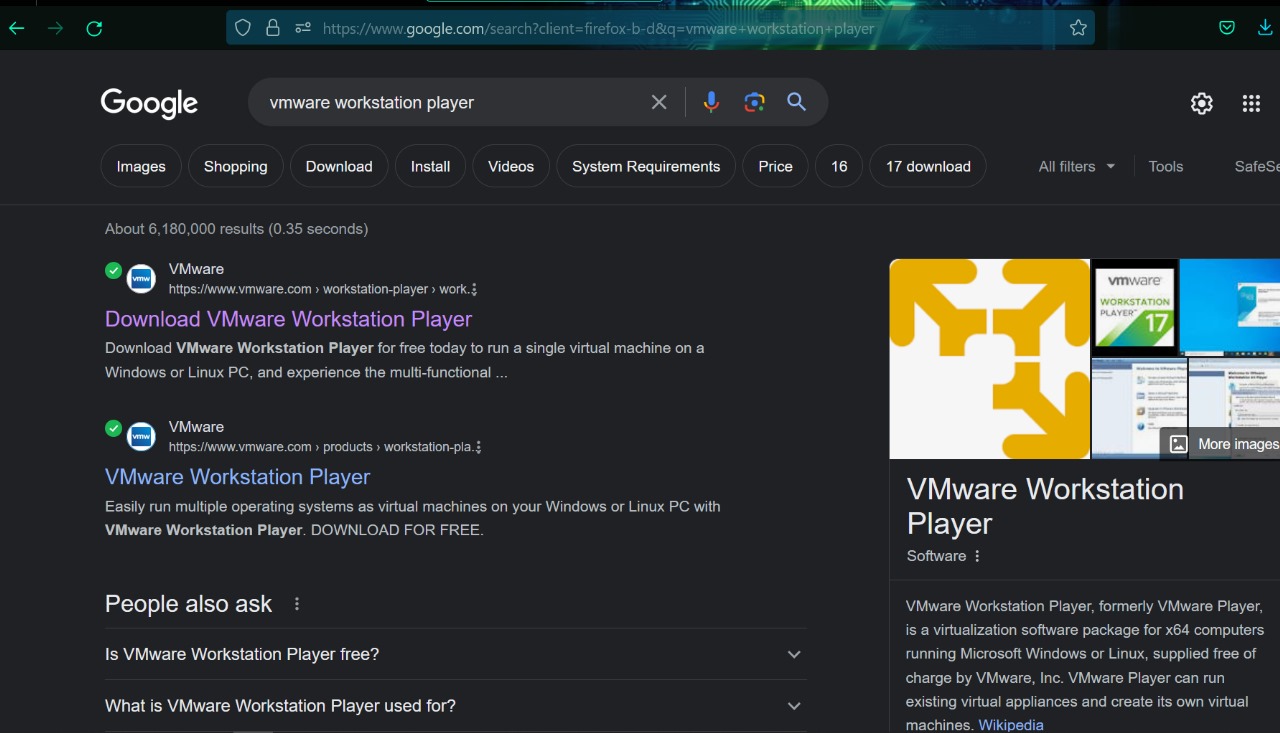 https://www.google.com/search?client=firefox-b-d&q=vmware+workstation+player
Google
vmware workstation player
Images
Shopping
Download
Install
Videos
System Requirements
Price
16
17 download
All filters
Tools
SafeSe
About 6,180,000 results (0.35 seconds)
vmw
VMware
https://www.vmware.com › workstation-player › work.
Download VMware Workstation Player
Download VMware Workstation Player for free today to run a single virtual machine on a
Windows or Linux PC, and experience the multi-functional ...
vmw
VMware
https://www.vmware.com › products › workstation-pla.
VMware Workstation Player
Easily run multiple operating systems as virtual machines on your Windows or Linux PC with
VMware Workstation Player. DOWNLOAD FOR FREE.
People also ask
Is VMware Workstation Player free?
What is VMware Workstation Player used for?
vmware
WORKSTATION
PLAYER™
17
More images
VMware Workstation
Player
Software
VMware Workstation Player, formerly VMware Player,
is a virtualization software package for x64 computers
running Microsoft Windows or Linux, supplied free of
charge by VMware, Inc. VMware Player can run
existing virtual appliances and create its own virtual
machines. Wikipedia